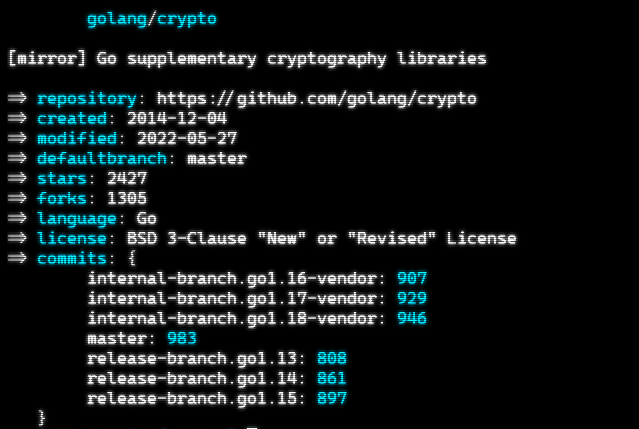 golang/crypto
[mirror] Go supplementary cryptography libraries
⇒ repository: https://github.com/golang/crypto
⇒ created: 2014-12-04
⇒ modified: 2022-05-27
⇒ defaultbranch: master
⇒ stars: 2427
⇒ forks: 1305
⇒ language: Go
⇒ license: BSD 3-Clause "New" or "Revised" License
⇒ commits: {
internal-branch.go1.16-vendor: 907
internal-branch.go1.17-vendor: 929
internal-branch.go1.18-vendor: 946
master: 983
release-branch.go1.13: 808
release-branch.go1.14: 861
release-branch.go1.15: 897
}